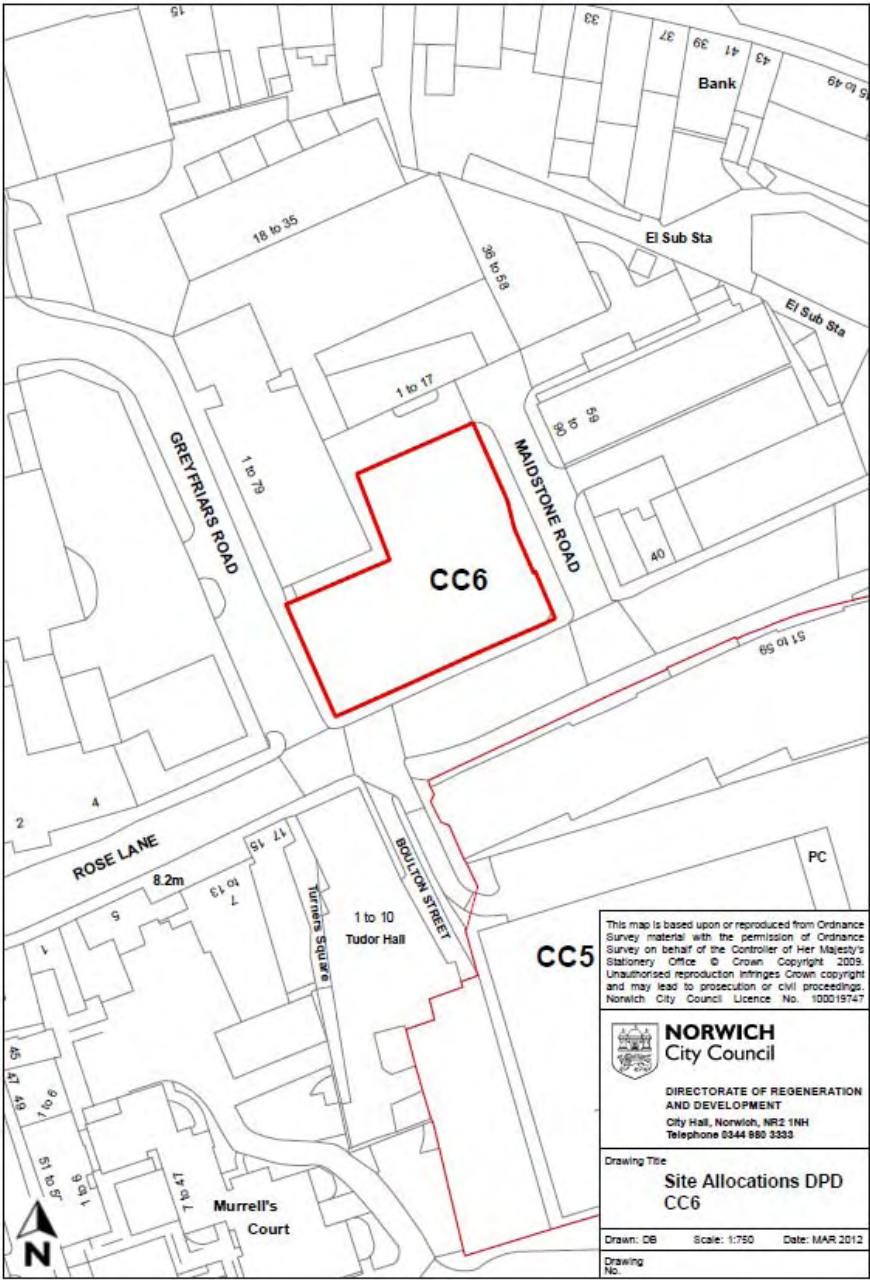 15
33
37
39
41
43
45 to 49
Bank
18 to 35
El Sub Sta
36 to 58
El Sub Sta
1 to 17
59
to
90
GREYFRIARS ROAD
1 to 79
MAIDSTONE ROAD
CC6
40
51 to 59
2
4
ROSE LANE
8.2m
17
15
7
to 13
5
1
BOULTON STREET
Turners Square
1 to 10
Tudor Hall
PC
CC5
45
47
49
1 to 6
1 to 6
7 to 47
Murrell's
Court
N
This map is based upon or reproduced from Ordnance
Survey material with the permission of Ordnance
Survey on behalf of the Controller of Her Majesty's
Stationery Office © Crown Copyright 2009.
Unauthorised reproduction infringes Crown copyright
and may lead to prosecution or civil proceedings.
Norwich City Council Licence No. 100019747
NORWICH
City Council
DIRECTORATE OF REGENERATION
AND DEVELOPMENT
City Hall, Norwich, NR2 1NH
Telephone 0344 980 3333
Drawing Title
Site Allocations DPD
CC6
Drawn: DB Scale: 1:750 Date: MAR 2012
Drawing
No.